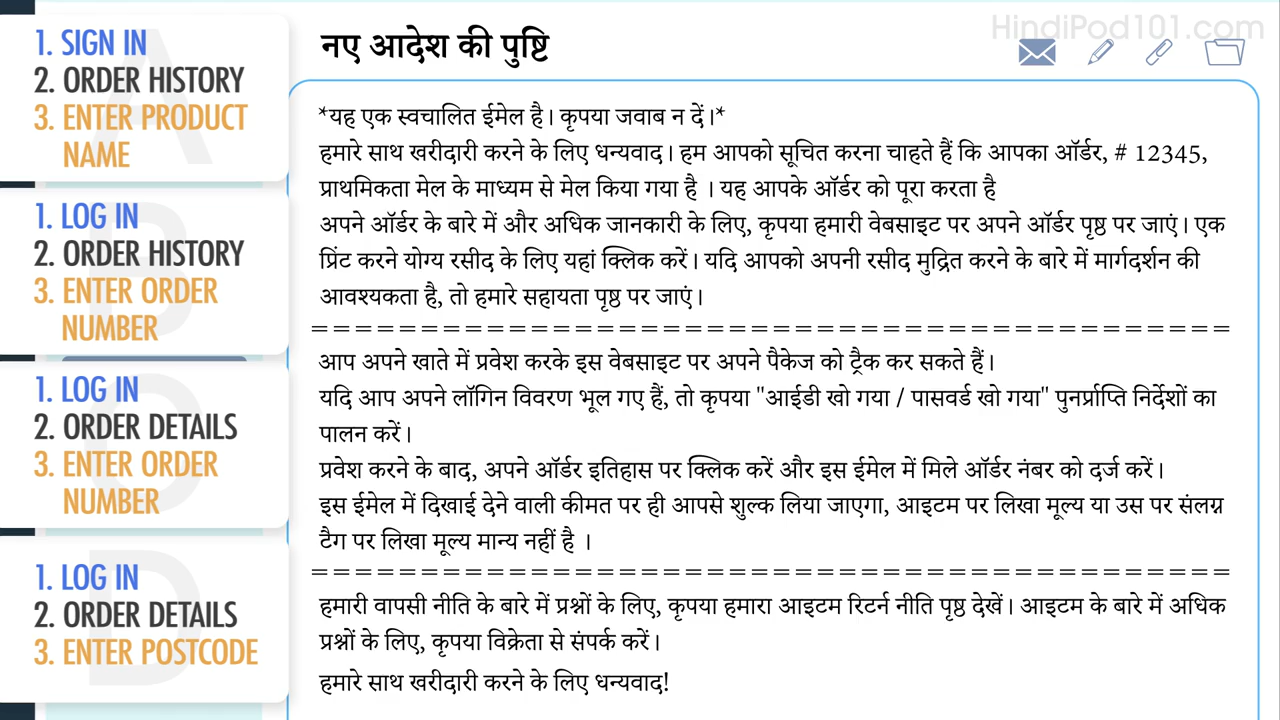 HindiPod101.com
A
1. SIGN IN
2. ORDER HISTORY
3. ENTER PRODUCT
NAME
B
1. LOG IN
2. ORDER HISTORY
3. ENTER ORDER
NUMBER
C
1. LOG IN
2. ORDER DETAILS
3. ENTER ORDER
NUMBER
D
1. LOG IN
2. ORDER DETAILS
3. ENTER POSTCODE
नए आदेश की पुष्टि
*यह एक स्वचालित ईमेल है। कृपया जवाब न दें।*
हमारे साथ खरीदारी करने के लिए धन्यवाद। हम आपको सूचित करना चाहते हैं कि आपका ऑर्डर, # 12345,
प्राथमिकता मेल के माध्यम से मेल किया गया है । यह आपके ऑर्डर को पूरा करता है
अपने ऑर्डर के बारे में और अधिक जानकारी के लिए, कृपया हमारी वेबसाइट पर अपने ऑर्डर पृष्ठ पर जाएं। एक
प्रिंट करने योग्य रसीद के लिए यहां क्लिक करें। यदि आपको अपनी रसीद मुद्रित करने के बारे में मार्गदर्शन की
आवश्यकता है, तो हमारे सहायता पृष्ठ पर जाएं।
==========================================
आप अपने खाते में प्रवेश करके इस वेबसाइट पर अपने पैकेज को ट्रैक कर सकते हैं।
यदि आप अपने लॉगिन विवरण भूल गए हैं, तो कृपया "आईडी खो गया / पासवर्ड खो गया" पुनर्प्राप्ति निर्देशों का
पालन करें।
प्रवेश करने के बाद, अपने ऑर्डर इतिहास पर क्लिक करें और इस ईमेल में मिले ऑर्डर नंबर को दर्ज करें।
इस ईमेल में दिखाई देने वाली कीमत पर ही आपसे शुल्क लिया जाएगा, आइटम पर लिखा मूल्य या उस पर संलग्न
टैग पर लिखा मूल्य मान्य नहीं है ।
==========================================
हमारी वापसी नीति के बारे में प्रश्नों के लिए, कृपया हमारा आइटम रिटर्न नीति पृष्ठ देखें। आइटम के बारे में अधिक
प्रश्नों के लिए, कृपया विक्रेता से संपर्क करें।
हमारे साथ खरीदारी करने के लिए धन्यवाद!